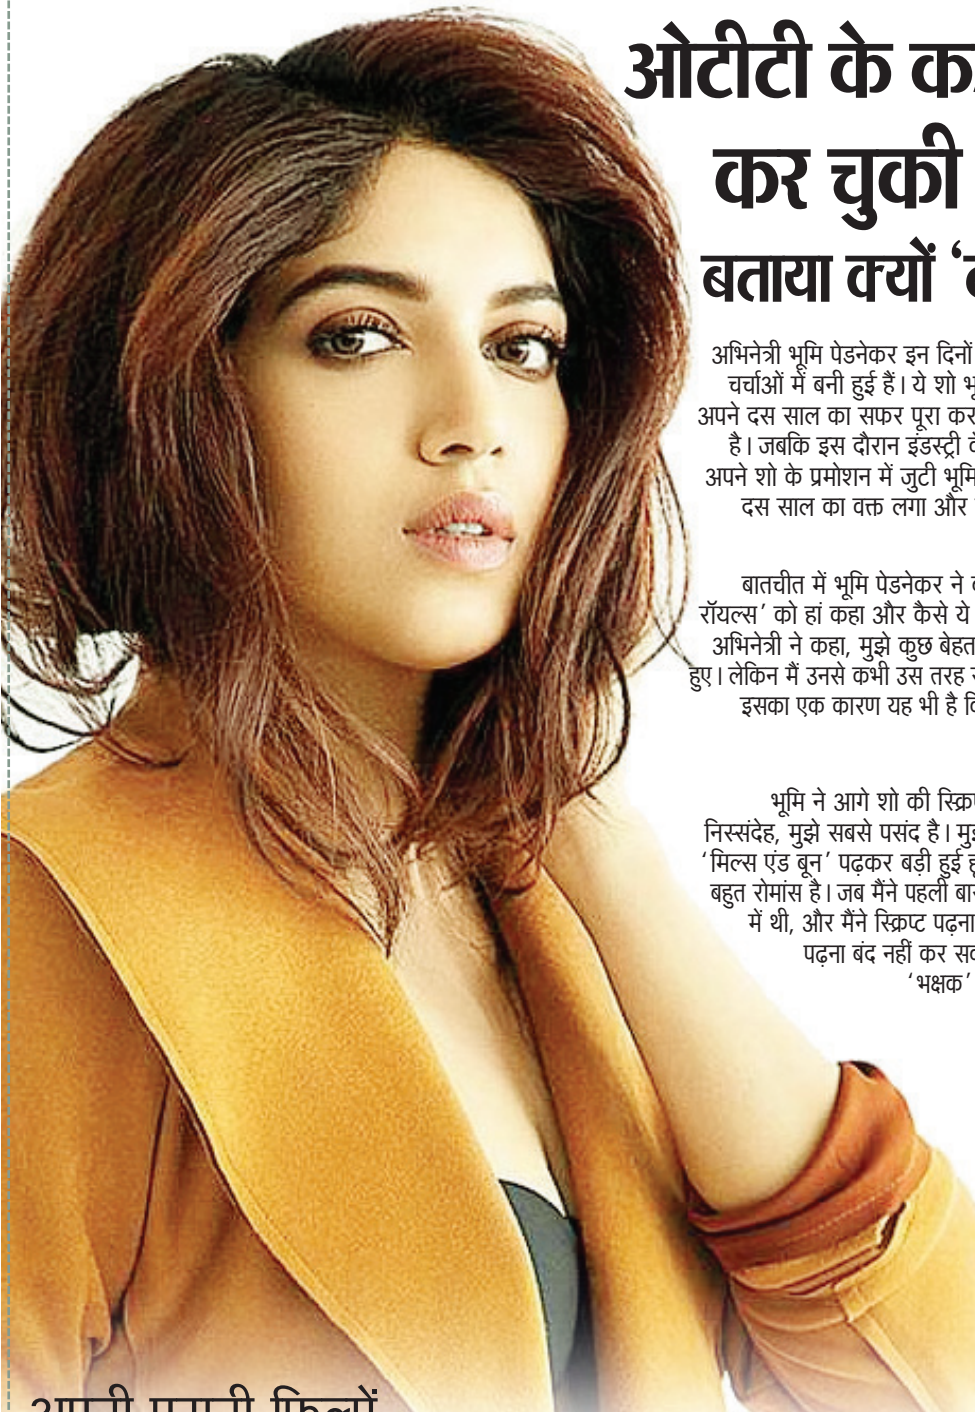 ओटीटी के
कर चुकी
बताया क्यों
अभिनेत्री भूमि पेडनेकर इन दिनों
चर्चाओं में बनी हुई हैं। ये शो
अपने दस साल का सफर पूरा कर
है। जबकि इस दौरान इंडस्ट्री
अपने शो के प्रमोशन में जुटी भूमि
दस साल का वक्त लगा और
बातचीत में भूमि पेडनेकर ने
रॉयल्स’ को हां कहा और कैसे ये
अभिनेत्री ने कहा, मुझे कुछ
हुए। लेकिन मैं उनसे कभी उस तरह
इसका एक कारण यह भी है
भूमि ने आगे शो की
निस्संदेह, मुझे सबसे पसंद है।
‘मिल्स एंड बून’ पढ़कर बड़ी हुई
बहुत रोमांस है। जब मैंने पहली
में थी, और मैंने स्क्रिप्ट पढ़ना
पढ़ना बंद नहीं कर
‘भक्षक’